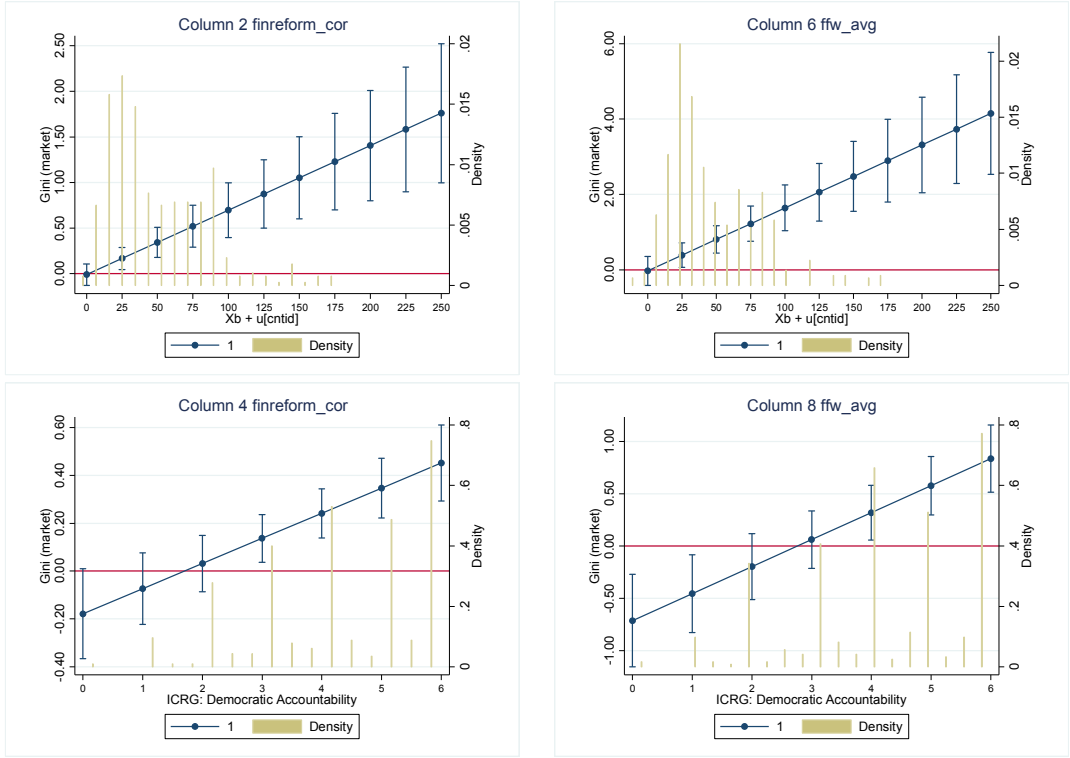 Column 2 finreform_cor
Gini (market)
2.50
2.00
1.50
1.00
0.50
0.00
.02
.015
.01
.005
0
Density
0 25 50 75 100 125 150 175 200 225 250
Xb + u[cntid]
1 Density
Column 6 ffw_avg
Gini (market)
6.00
4.00
2.00
0.00
.02
.015
.01
.005
0
Density
0 25 50 75 100 125 150 175 200 225 250
Xb + u[cntid]
1 Density
Column 4 finreform_cor
Gini (market)
0.60
0.40
0.20
0.00
-0.20
-0.40
.8
.6
.4
.2
0
Density
0 1 2 3 4 5 6
ICRG: Democratic Accountability
1 Density
Column 8 ffw_avg
Gini (market)
1.00
0.50
0.00
-0.50
-1.00
.8
.6
.4
.2
0
Density
0 1 2 3 4 5 6
ICRG: Democratic Accountability
1 Density